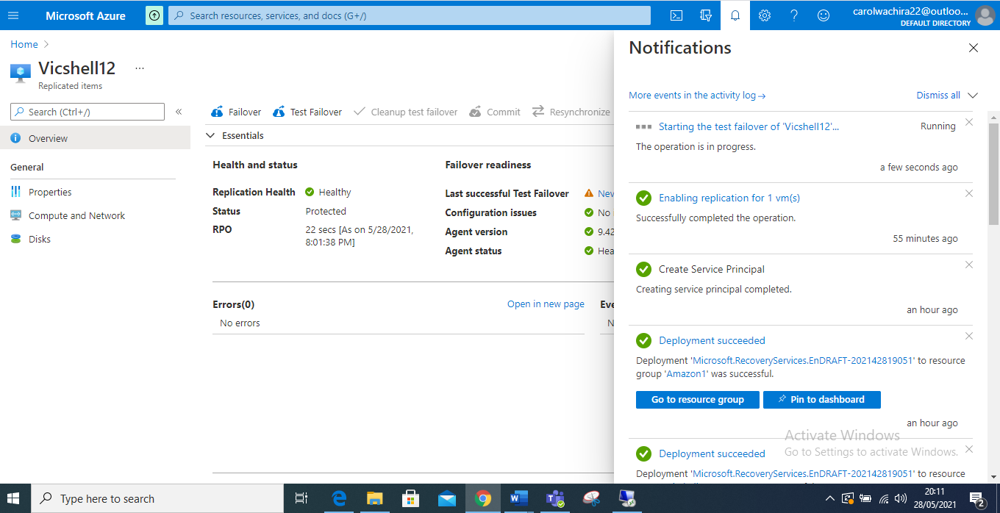 Microsoft Azure
Search resources, services, and docs (G+/)
carolwachira22@outloo...
DEFAULT DIRECTORY
Home
Vicshell12
...
Replicated items
Search (Ctrl+/)
«
Overview
General
Properties
Compute and Network
Disks
Failover
Test Failover
Cleanup test failover
Commit
Resynchronize
Essentials
Health and status
Replication Health
Healthy
Status
Protected
RPO
22 secs [As on 5/28/2021,
8:01:38 PM]
Failover readiness
Last successful Test Failover
Nev
Configuration issues
No
Agent version
9.42
Agent status
Hea
Errors(0)
Open in new page
Eve
No errors
N
Notifications
More events in the activity log→
Dismiss all
Starting the test failover of 'Vicshell12'...
Running
The operation is in progress.
a few seconds ago
Enabling replication for 1 vm(s)
Successfully completed the operation.
55 minutes ago
Create Service Principal
Creating service principal completed.
an hour ago
Deployment succeeded
Deployment 'Microsoft.RecoveryServices.EnDRAFT-202142819051' to resource
group 'Amazon1' was successful.
Go to resource group
Pin to dashboard
an hour ago
Activate Windows
Go to Settings to activate Windows.
Deployment succeeded
Deployment 'Microsoft.RecoveryServices.EnDRAFT-202142819051' to resource
Type here to search
20:11
28/05/2021
2